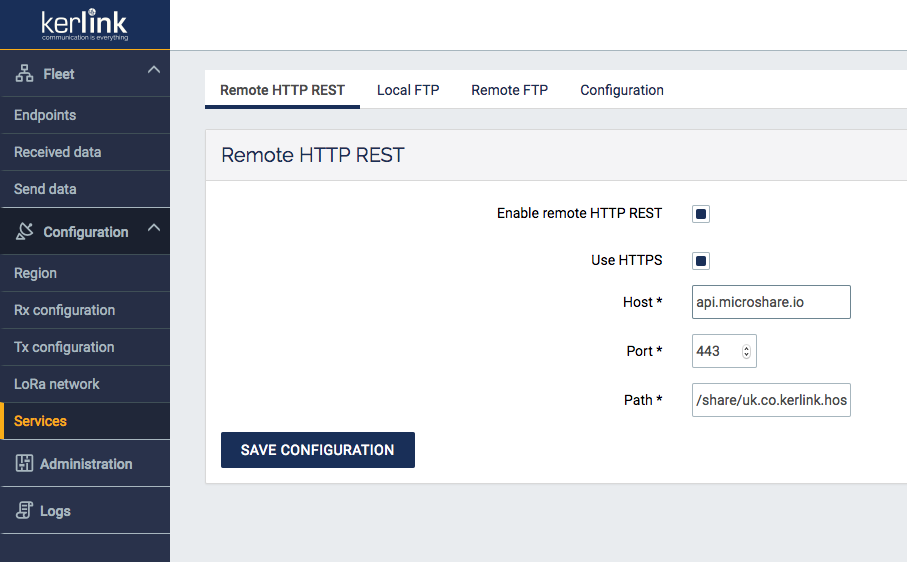 kerlink
communication is everything
Fleet
Endpoints
Received data
Send data
Configuration
Region
Rx configuration
Tx configuration
LoRa network
Services
Administration
Logs
Remote HTTP REST
Local FTP
Remote FTP
Configuration
Remote HTTP REST
Enable remote HTTP REST
Use HTTPS
Host *
api.microshare.io
Port *
443
Path *
/share/uk.co.kerlink.hos
SAVE CONFIGURATION